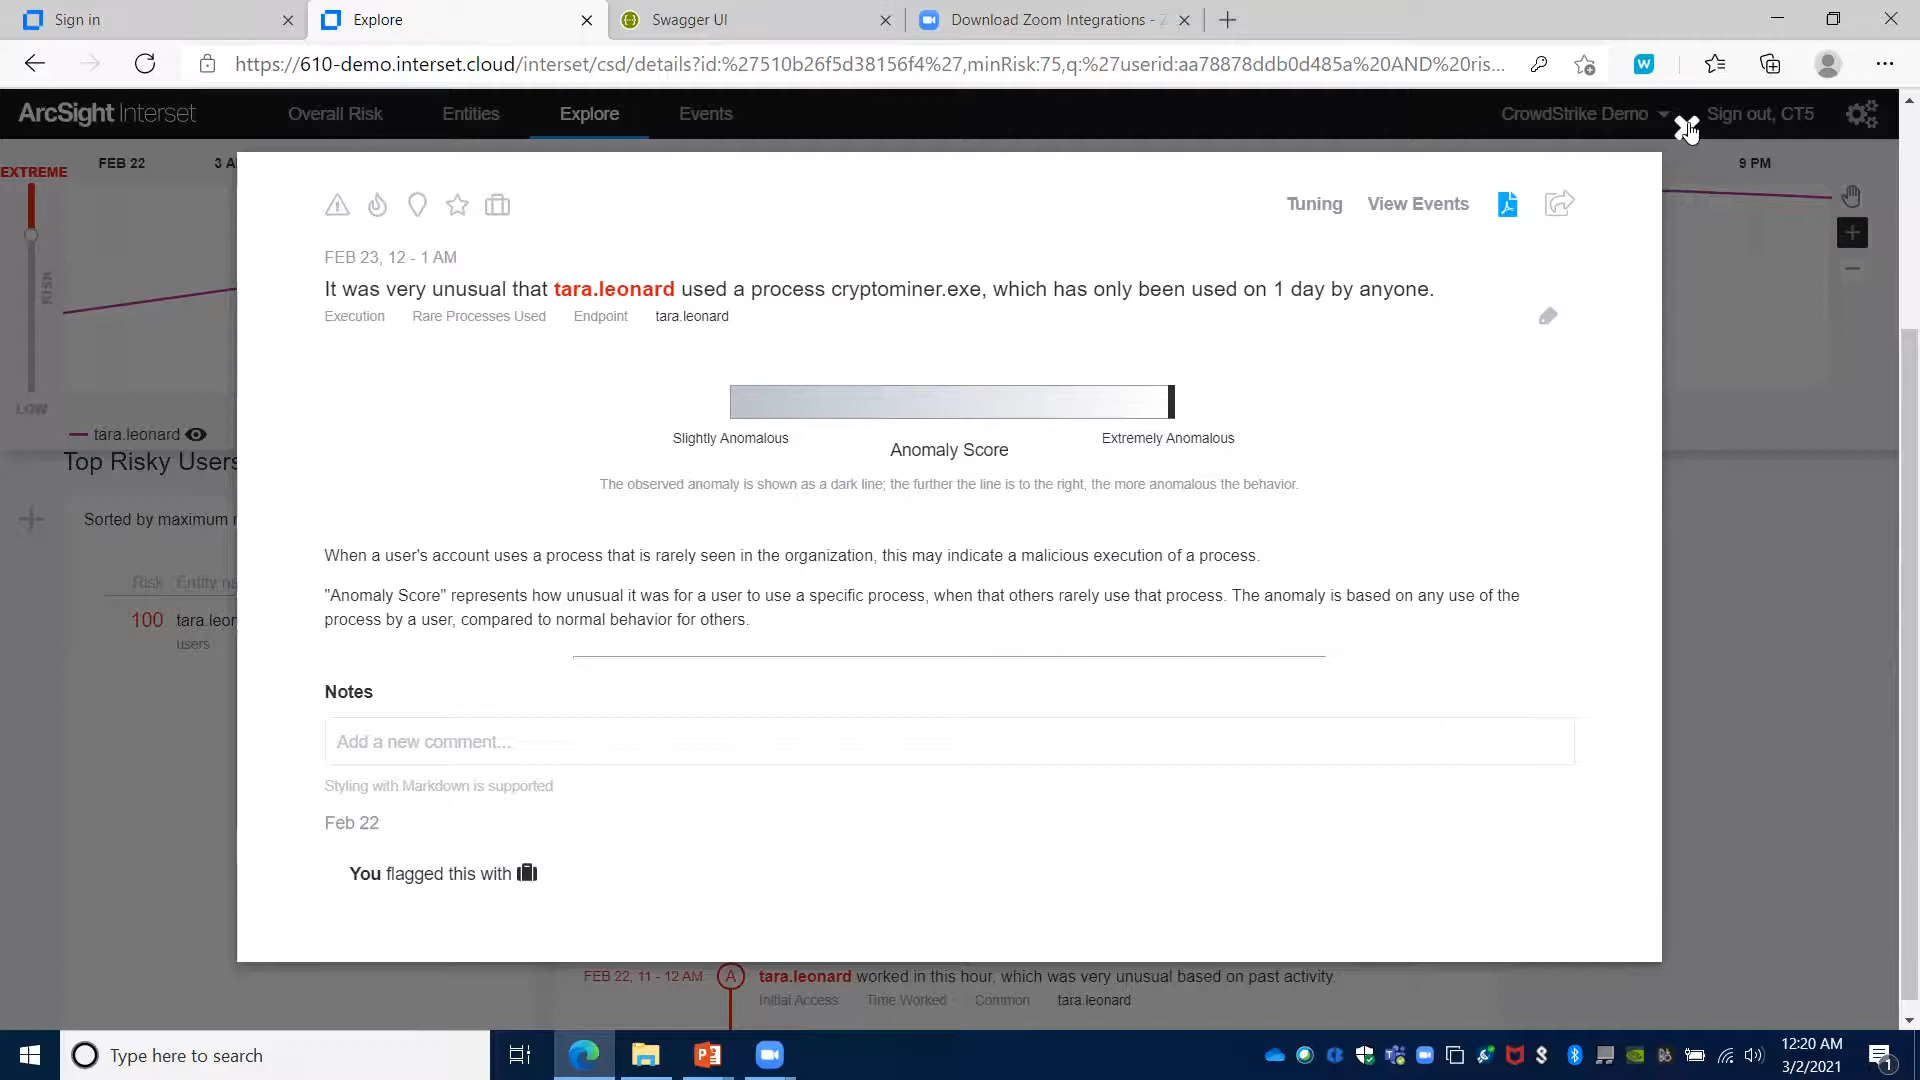 Sign in
Explore
Swagger UI
Download Zoom Integrations - Z
https://610-demo.interset.cloud/interset/csd/details?id:%27510b26f5d38156f4%27,minRisk:75,q:%27userid:aa78878ddb0d485a%20AND%20ris...
ArcSight Interset
Overall Risk
Entities
Explore
Events
CrowdStrike Demo
Sign out, CT5
EXTREME
FEB 22
3 A
9 PM
RISK
LOW
tara.leonard
Top Risky Users
Sorted by maximum r
Risk
Entity na
100
tara.leon
users
Tuning
View Events
FEB 23, 12 - 1 AM
It was very unusual that tara.leonard used a process cryptominer.exe, which has only been used on 1 day by anyone.
Execution
Rare Processes Used
Endpoint
tara.leonard
Slightly Anomalous
Extremely Anomalous
Anomaly Score
The observed anomaly is shown as a dark line; the further the line is to the right, the more anomalous the behavior.
When a user's account uses a process that is rarely seen in the organization, this may indicate a malicious execution of a process.
"Anomaly Score" represents how unusual it was for a user to use a specific process, when that others rarely use that process. The anomaly is based on any use of the
process by a user, compared to normal behavior for others.
Notes
Add a new comment...
Styling with Markdown is supported
Feb 22
You flagged this with
FEB 22, 11 - 12 AM
A
tara.leonard worked in this hour, which was very unusual based on past activity.
Initial Access
Time Worked
Common
tara.leonard
Type here to search
12:20 AM
3/2/2021
1